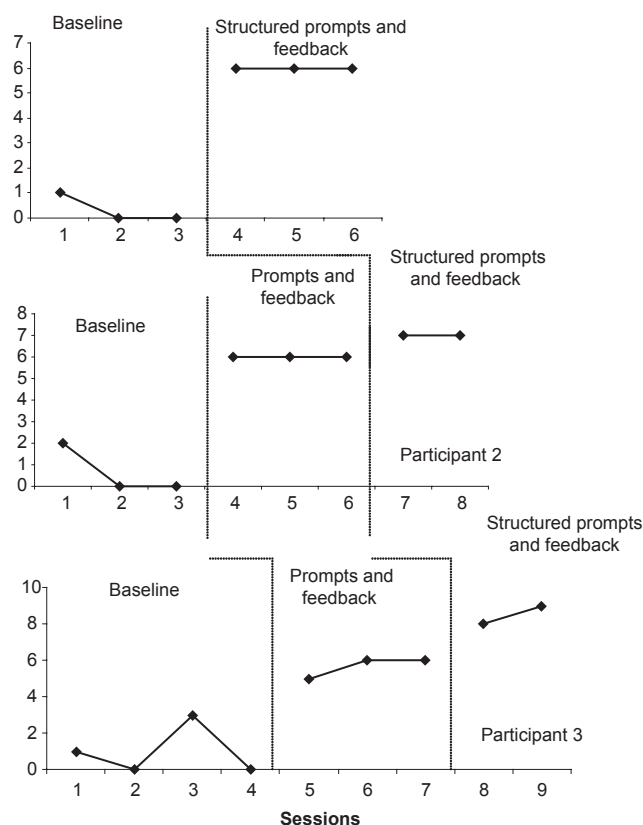 Baseline
Structured prompts and
feedback
7
6
5
4
3
2
1
0
1 2 3 4 5 6
Structured prompts
and feedback
Prompts and
feedback
Baseline
8
7
6
5
4
3
2
1
0
Participant 2
1 2 3 4 5 6 7 8
Structured prompts
and feedback
Baseline
Prompts and
feedback
10
8
6
4
2
0
Participant 3
1 2 3 4 5 6 7 8 9
Sessions